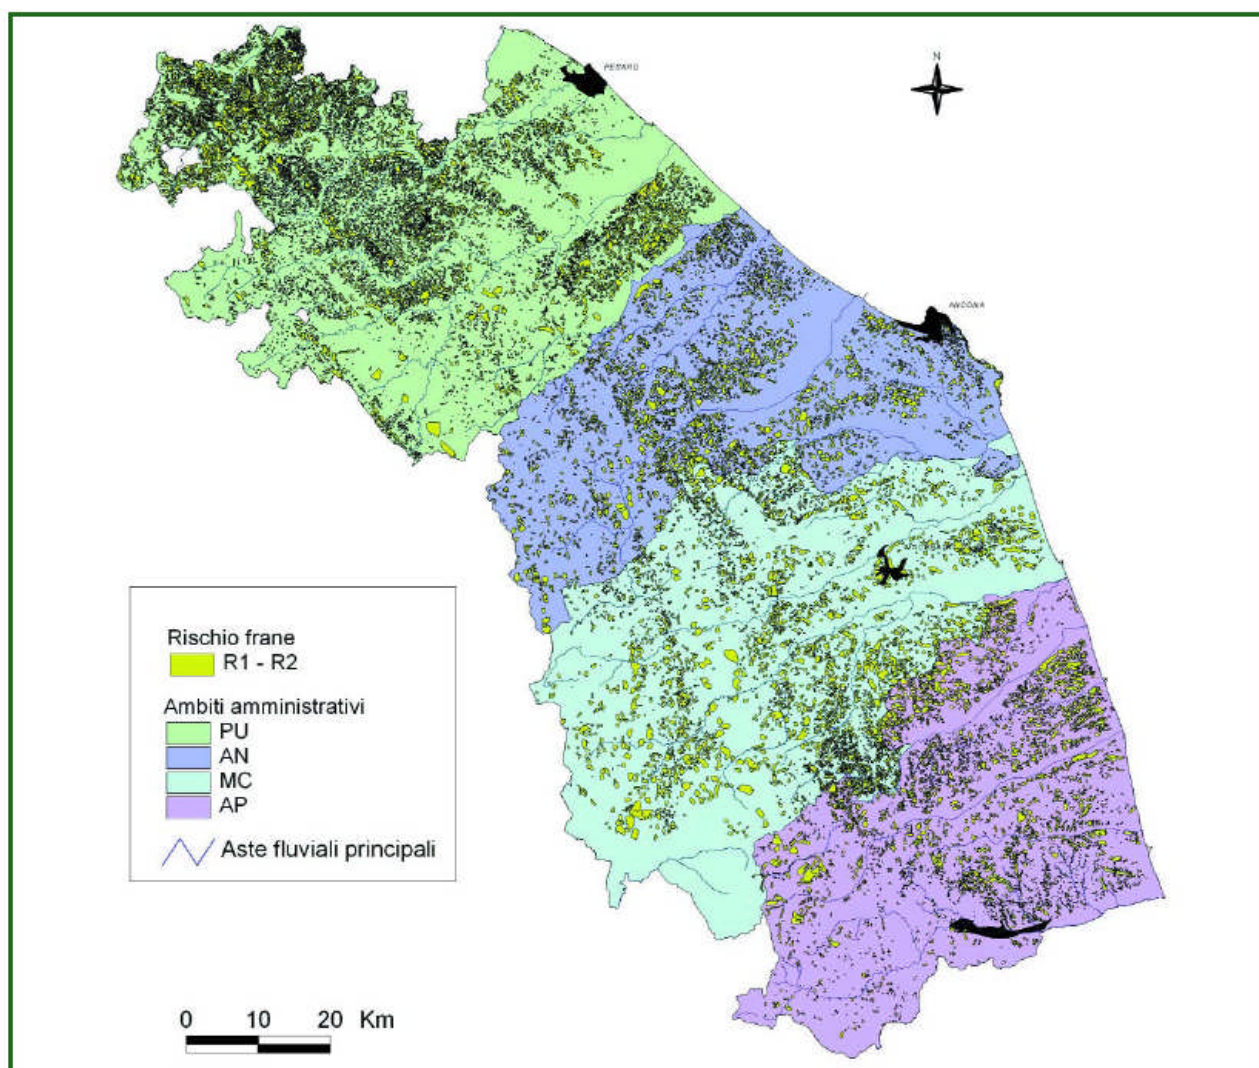 N
PESARO
ANCONA
Rischio frane
R1 - R2
Ambiti amministrativi
PU
AN
MC
AP
Aste fluviali principali
0 10 20 Km